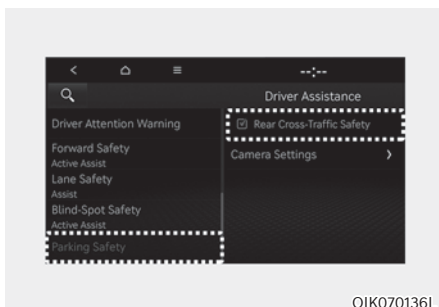 --:--
Driver Assistance
Driver Attention Warning
Rear Cross-Traffic Safety
Forward Safety
Active Assist
Camera Settings
Lane Safety
Assist
Blind-Spot Safety
Active Assist
Parking Safety
OIK070136L